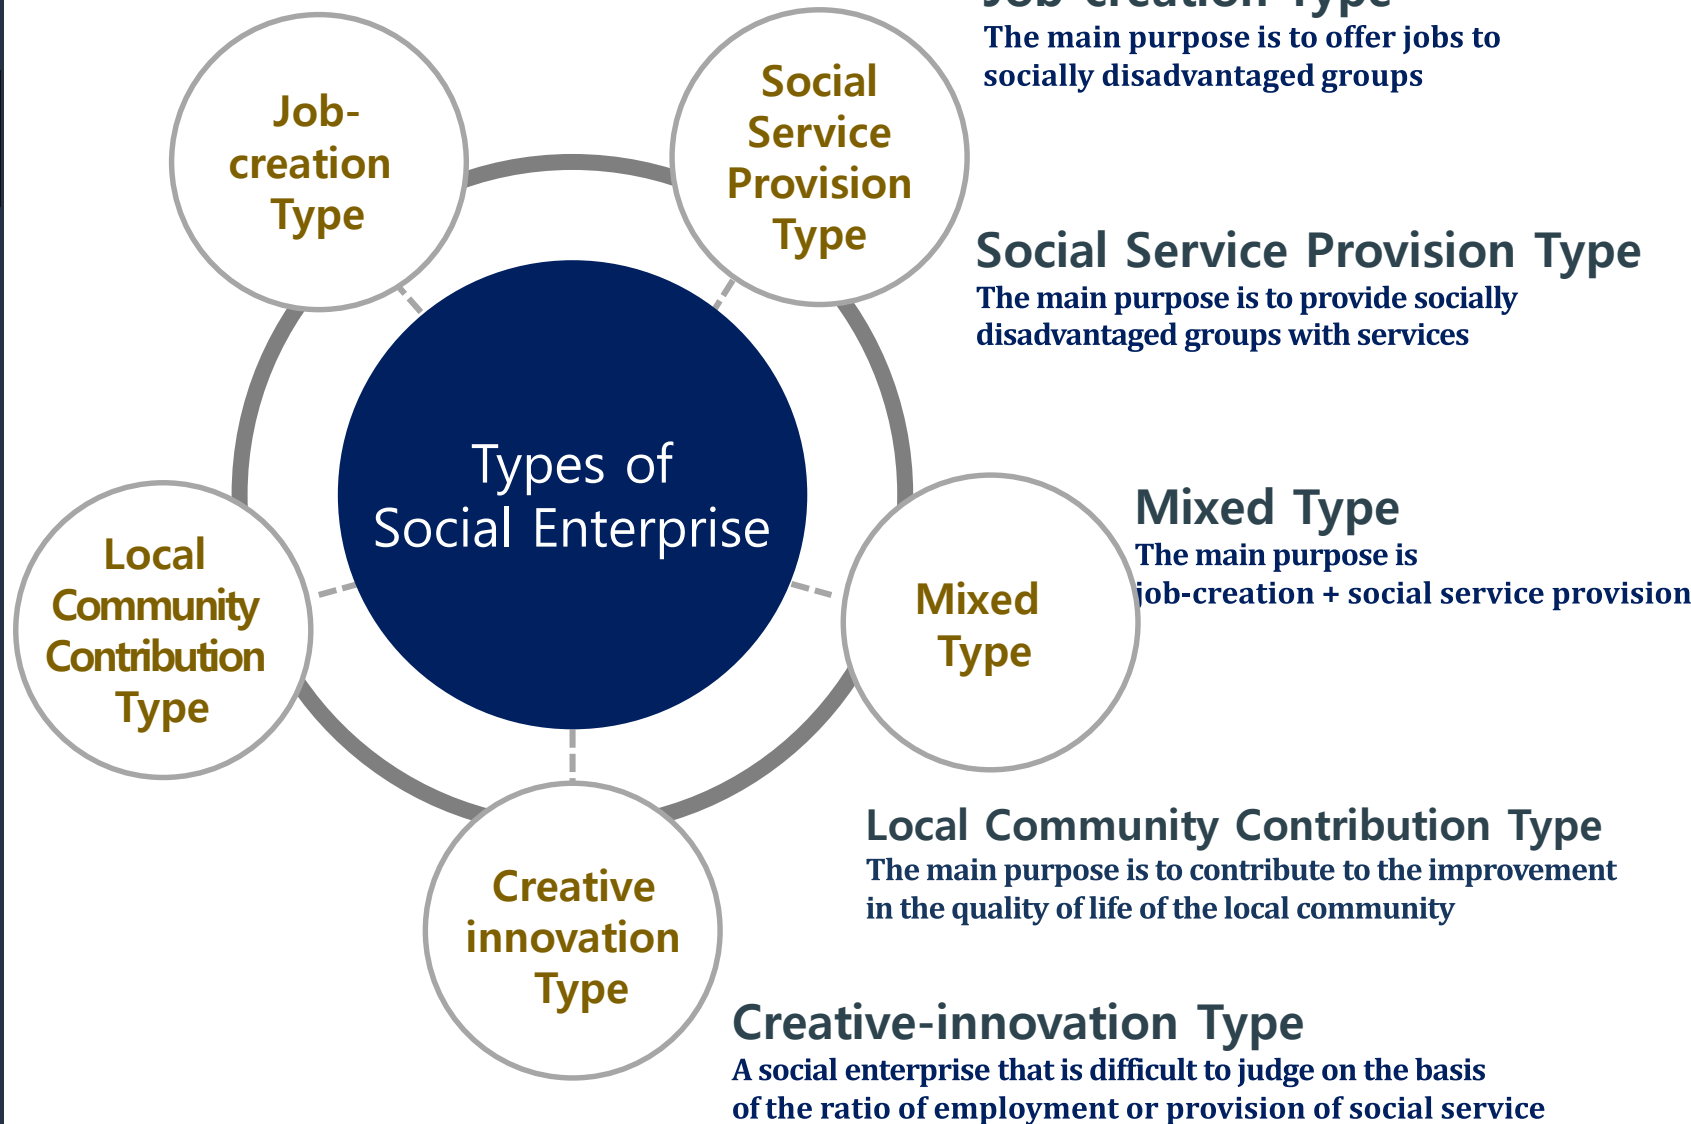 Job-creation Type
The main purpose is to offer jobs to
socially disadvantaged groups
Job-
creation
Type
Social
Service
Provision
Type
Social Service Provision Type
The main purpose is to provide socially
disadvantaged groups with services
Types of
Social Enterprise
Mixed Type
The main purpose is
job-creation + social service provision
Mixed
Type
Local
Community
Contribution
Type
Local Community Contribution Type
The main purpose is to contribute to the improvement
in the quality of life of the local community
Creative
innovation
Type
Creative-innovation Type
A social enterprise that is difficult to judge on the basis
of the ratio of employment or provision of social service